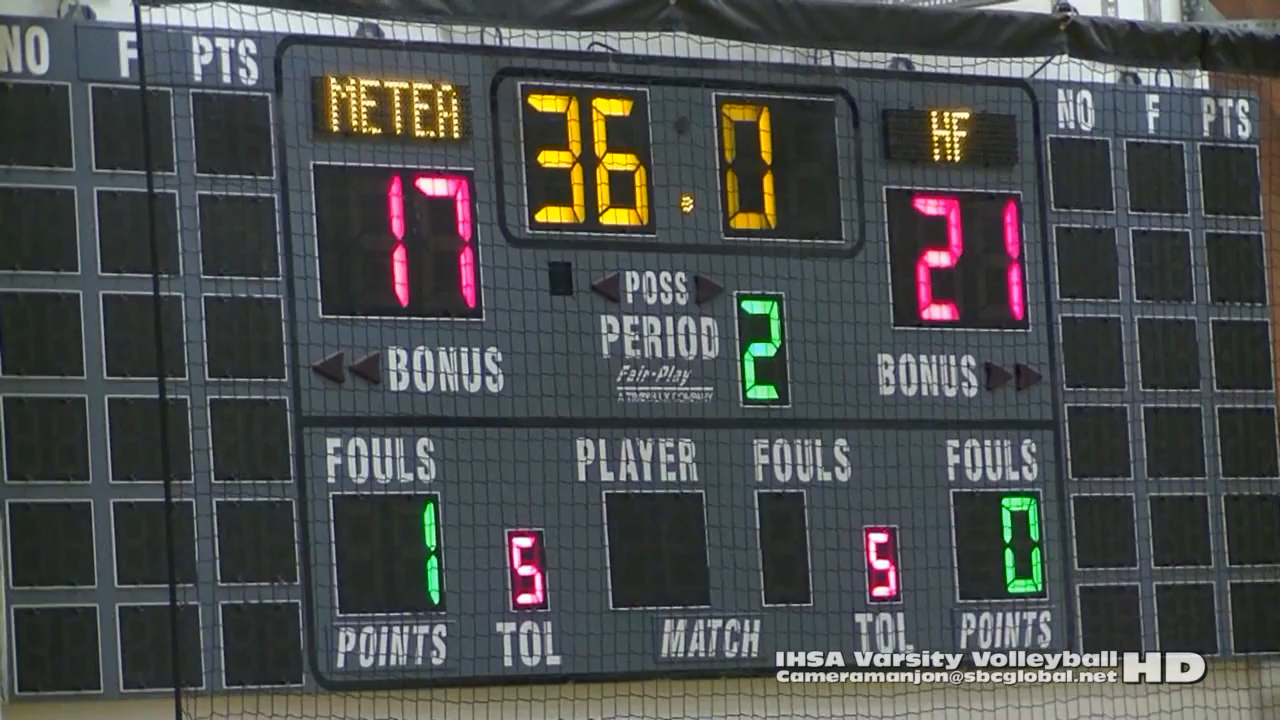 NO F PTS
METEA 36.0 HF
NO F PTS
17 21
POSS
PERIOD 2
Fair-Play
BONUS BONUS
FOULS PLAYER FOULS FOULS
1 5 5 0
POINTS TOL MATCH TOL POINTS
IHSA Varsity Volleyball HD
Cameramanjon@sbcglobal.net